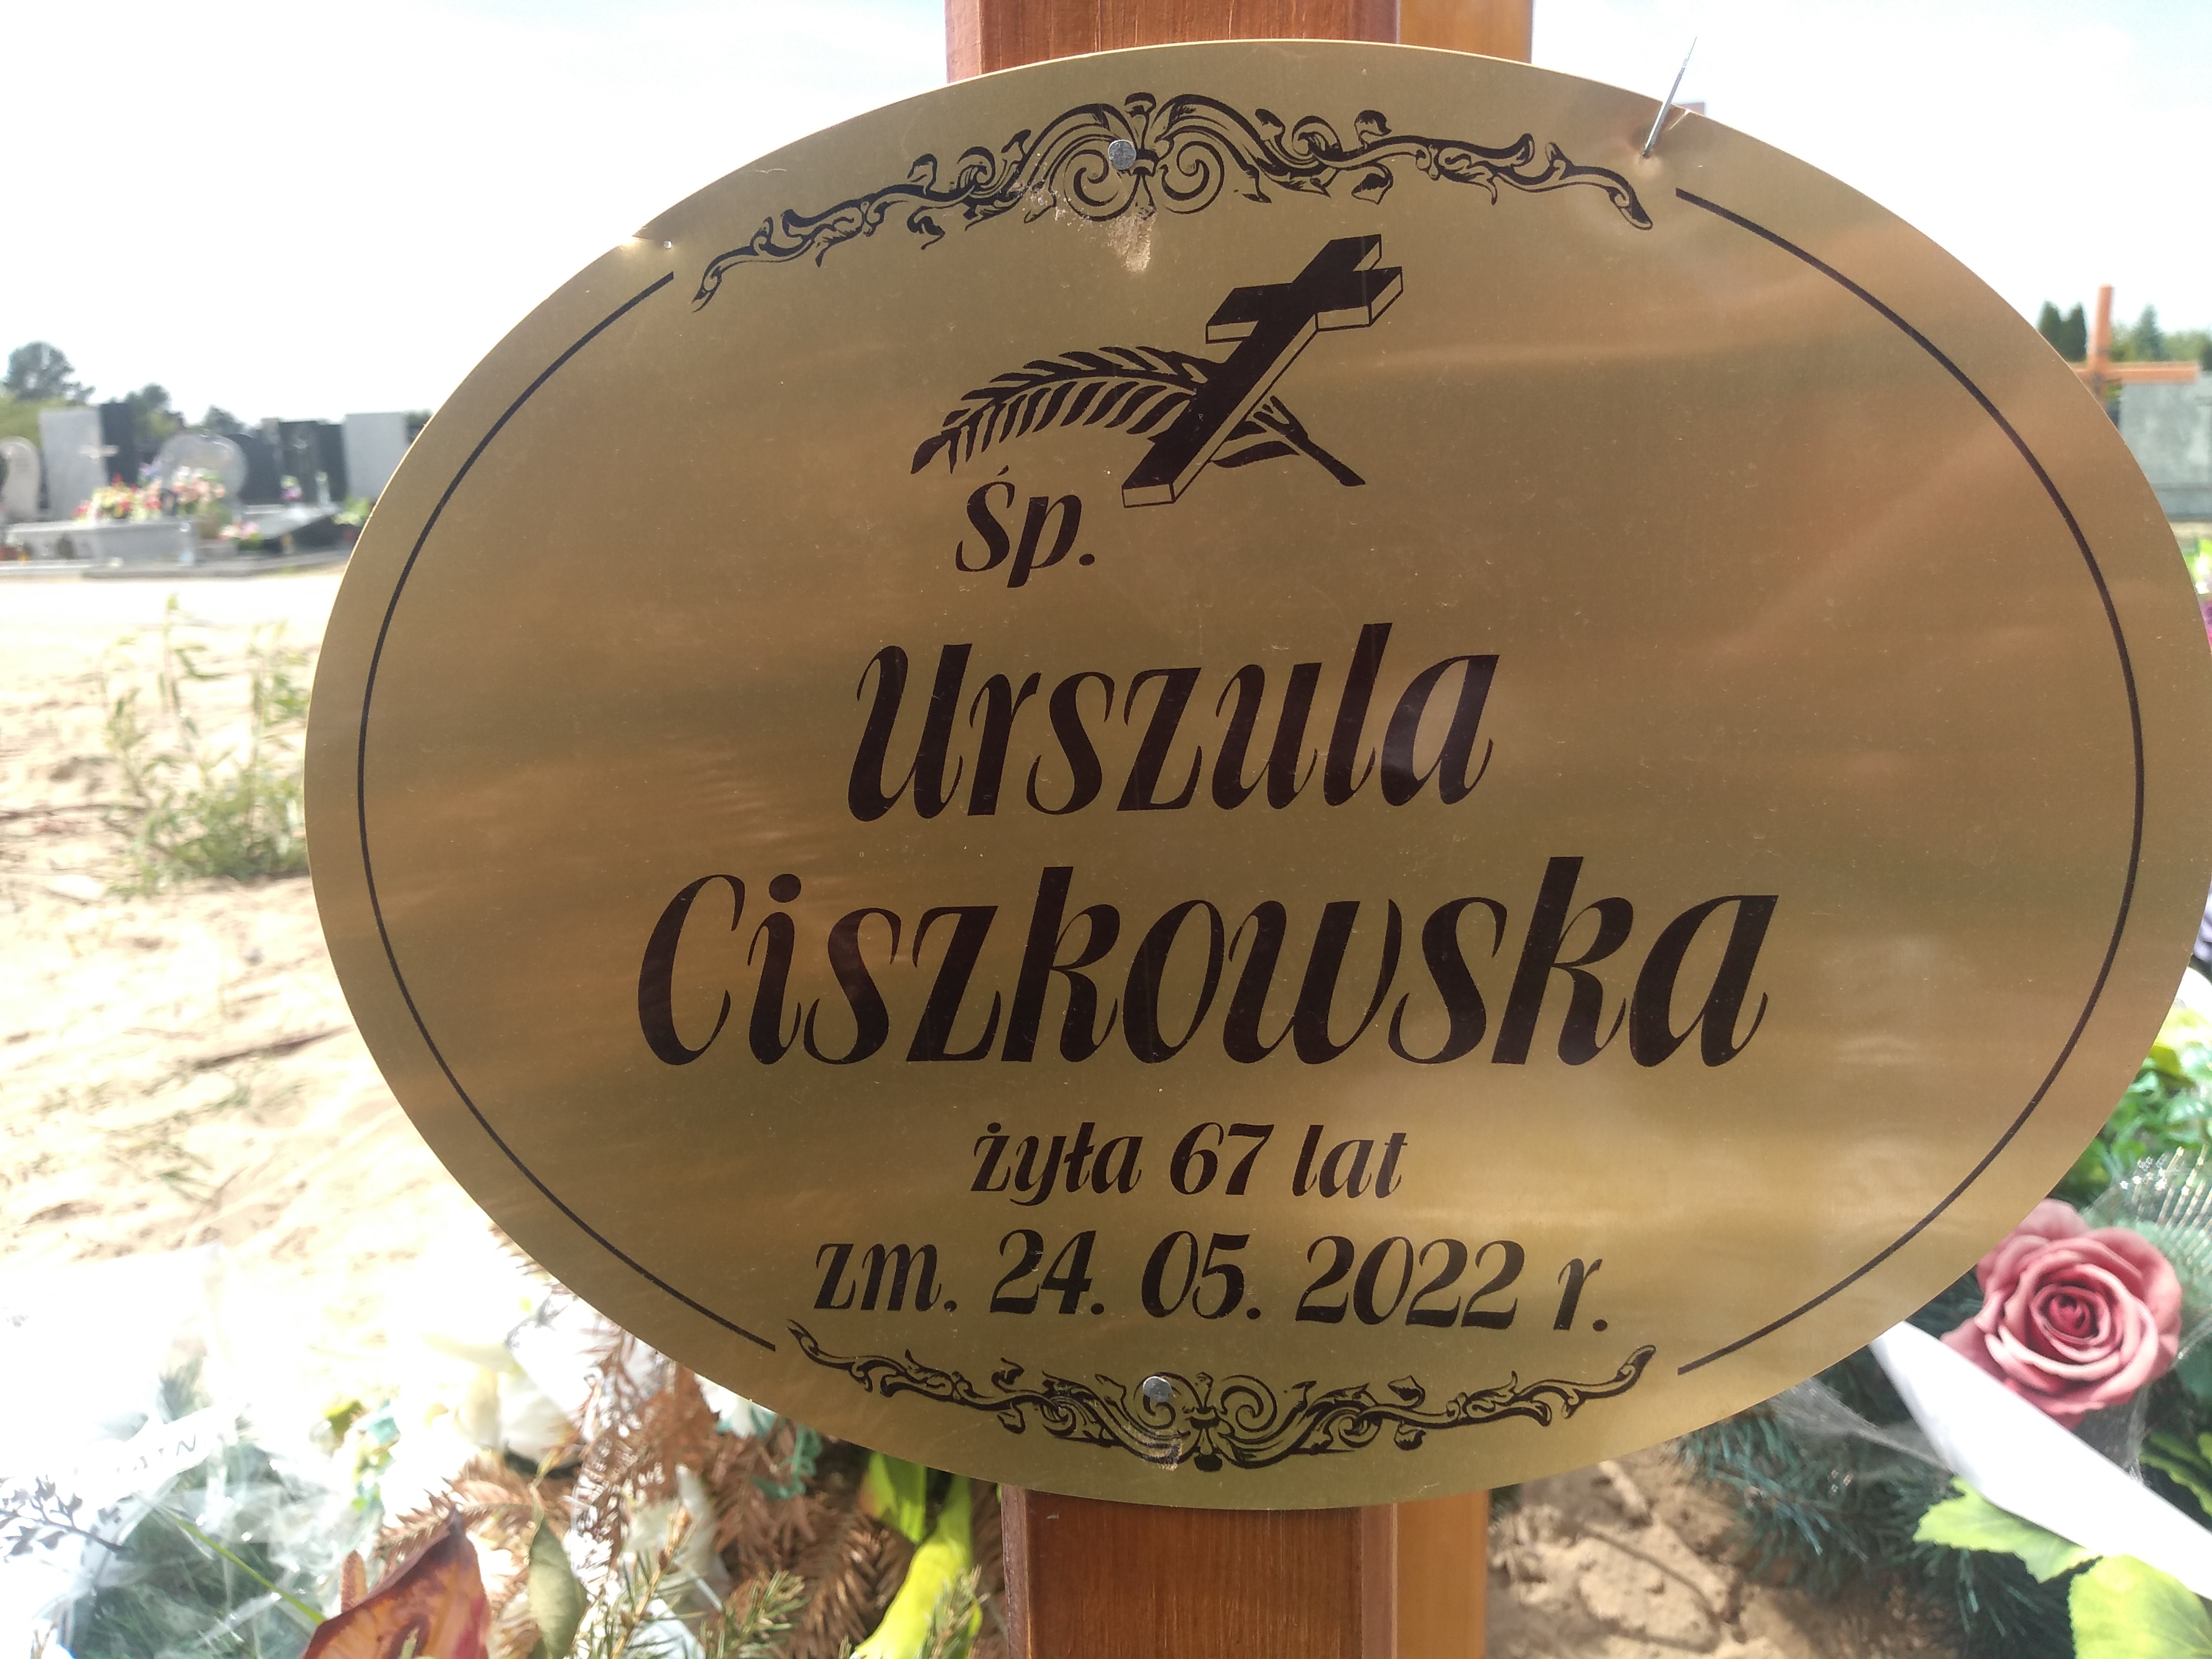 Śp.
Urszula
Ciszkowska
żyła 67 lat
zm. 24. 05. 2022 r.